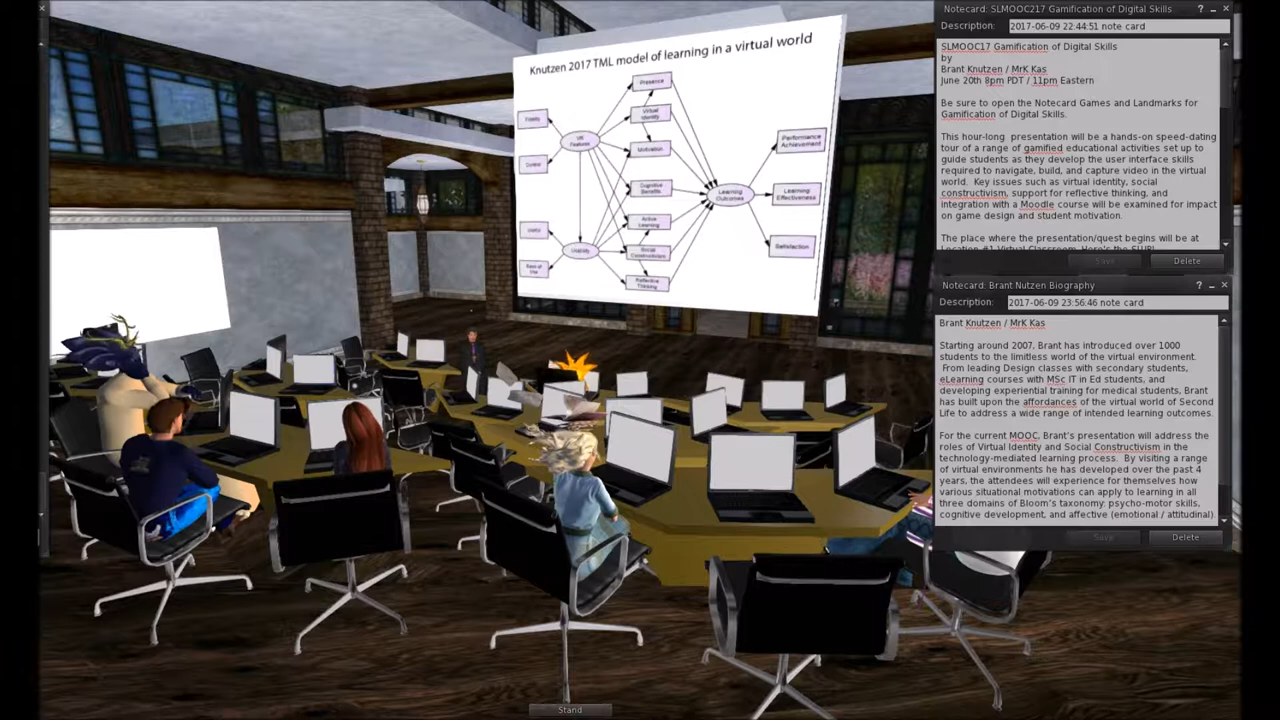 Knutzen 2017 TML model of learning in a virtual world
Presence
Fidelity
Virtual
Identity
VR
Features
Motivation
Control
Performance
Achievement
Cognitive
Benefits
Learning
Outcomes
Learning
Effectiveness
Active
Learning
Useful
Usability
Social
Constructivism
Satisfaction
Ease of
Use
Reflective
Thinking
Notecard: SLMOOC217 Gamification of Digital Skills
Description: 2017-06-09 22:44:51 note card
SLMOOC17 Gamification of Digital Skills
by
Brant Knutzen / MrK Kas
June 20th 8pm PDT / 11pm Eastern
Be sure to open the Notecard Games and Landmarks for
Gamification of Digital Skills.
This hour-long presentation will be a hands-on speed-dating
tour of a range of gamified educational activities set up to
guide students as they develop the user interface skills
required to navigate, build, and capture video in the virtual
world. Key issues such as virtual identity, social
constructivism, support for reflective thinking, and
integration with a Moodle course will be examined for impact
on game design and student motivation.
The place where the presentation/quest begins will be at
Location #1 Virtual Classroom. Here's the SLURL
Save Delete
Notecard: Brant Nutzen Biography
Description: 2017-06-09 23:56:46 note card
Brant Knutzen / MrK Kas
Starting around 2007, Brant has introduced over 1000
students to the limitless world of the virtual environment.
From leading Design classes with secondary students,
eLearning courses with MSc IT in Ed students, and
developing experiential training for medical students, Brant
has built upon the affordances of the virtual world of Second
Life to address a wide range of intended learning outcomes.
For the current MOOC, Brant's presentation will address the
roles of Virtual Identity and Social Constructivism in the
technology-mediated learning process. By visiting a range
of virtual environments he has developed over the past 4
years, the attendees will experience for themselves how
various situational motivations can apply to learning in all
three domains of Bloom's taxonomy: psycho-motor skills,
cognitive development, and affective (emotional / attitudinal).
Save Delete
Stand